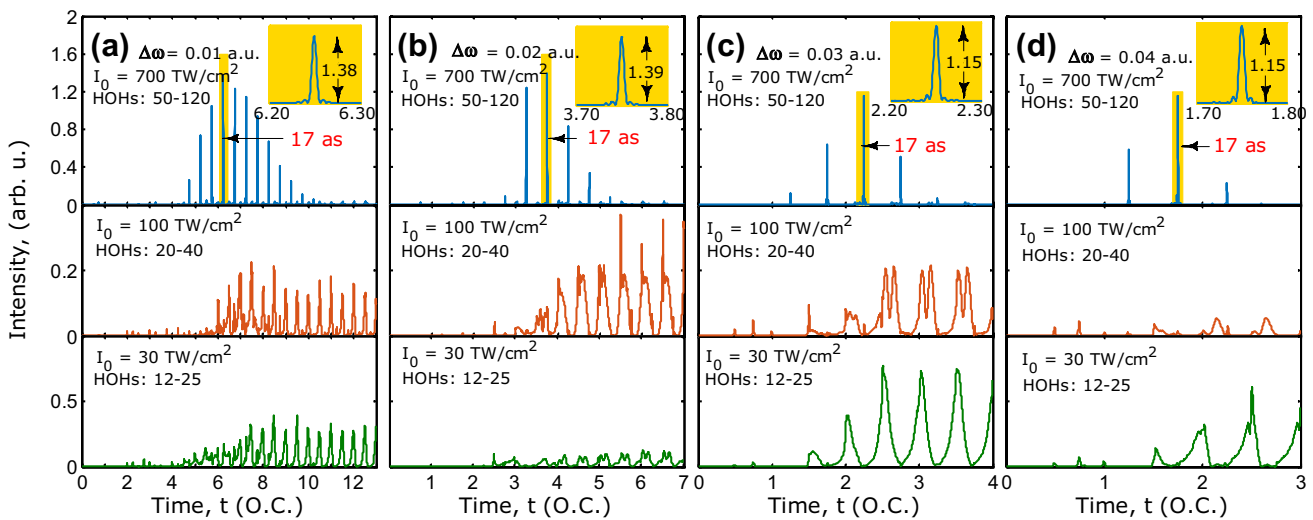 (a)
Δω = 0.01 a.u.
I0 = 700 TW/cm2
HOHs: 50-120
1.38
6.20 6.30
17 as
(b)
Δω = 0.02 a.u.
I0 = 700 TW/cm2
HOHs: 50-120
1.39
3.70 3.80
17 as
(c)
Δω = 0.03 a.u.
I0 = 700 TW/cm2
HOHs: 50-120
1.15
2.20 2.30
17 as
(d)
Δω = 0.04 a.u.
I0 = 700 TW/cm2
HOHs: 50-120
1.15
1.70 1.80
17 as
2
1.6
1.2
0.8
0.4
0
I0 = 100 TW/cm2
HOHs: 20-40
I0 = 100 TW/cm2
HOHs: 20-40
I0 = 100 TW/cm2
HOHs: 20-40
I0 = 100 TW/cm2
HOHs: 20-40
0.2
0
I0 = 30 TW/cm2
HOHs: 12-25
I0 = 30 TW/cm2
HOHs: 12-25
I0 = 30 TW/cm2
HOHs: 12-25
I0 = 30 TW/cm2
HOHs: 12-25
0.5
0
Intensity, (arb. u.)
0 2 4 6 8 10 12
1 2 3 4 5 6 7
0 1 2 3 4
0 1 2 3
Time, t (O.C.)
Time, t (O.C.)
Time, t (O.C.)
Time, t (O.C.)